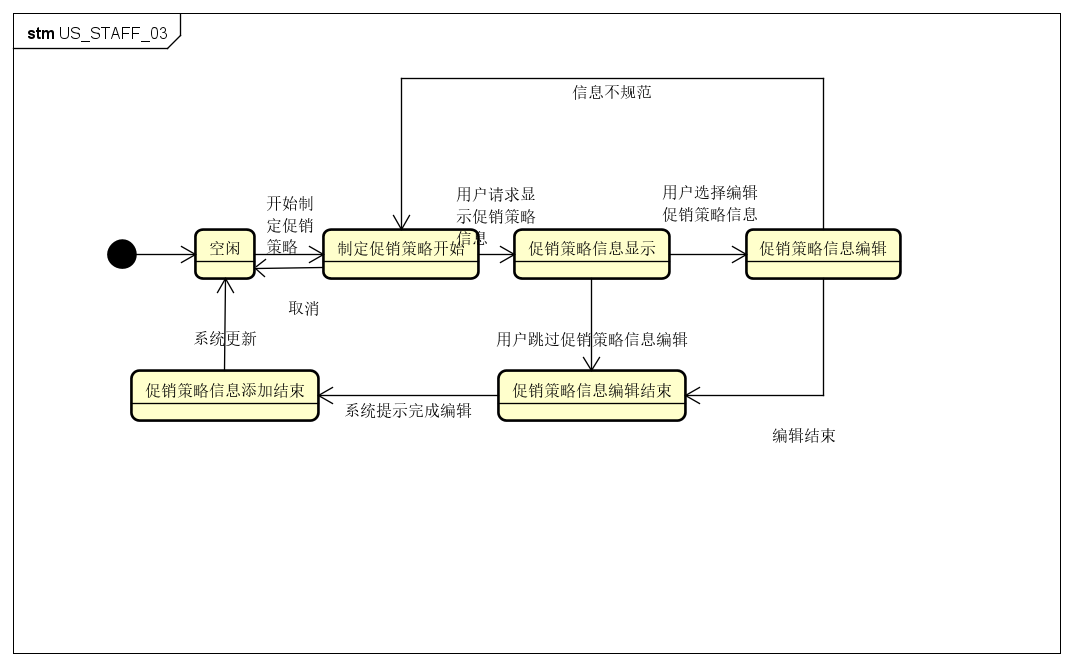 stm US_STAFF_03
信息不规范
开始制
定促销
策略
用户请求显
示促销策略
信息
用户选择编辑
促销策略信息
空闲
制定促销策略开始
促销策略信息显示
促销策略信息编辑
取消
系统更新
用户跳过促销策略信息编辑
促销策略信息添加结束
系统提示完成编辑
促销策略信息编辑结束
编辑结束